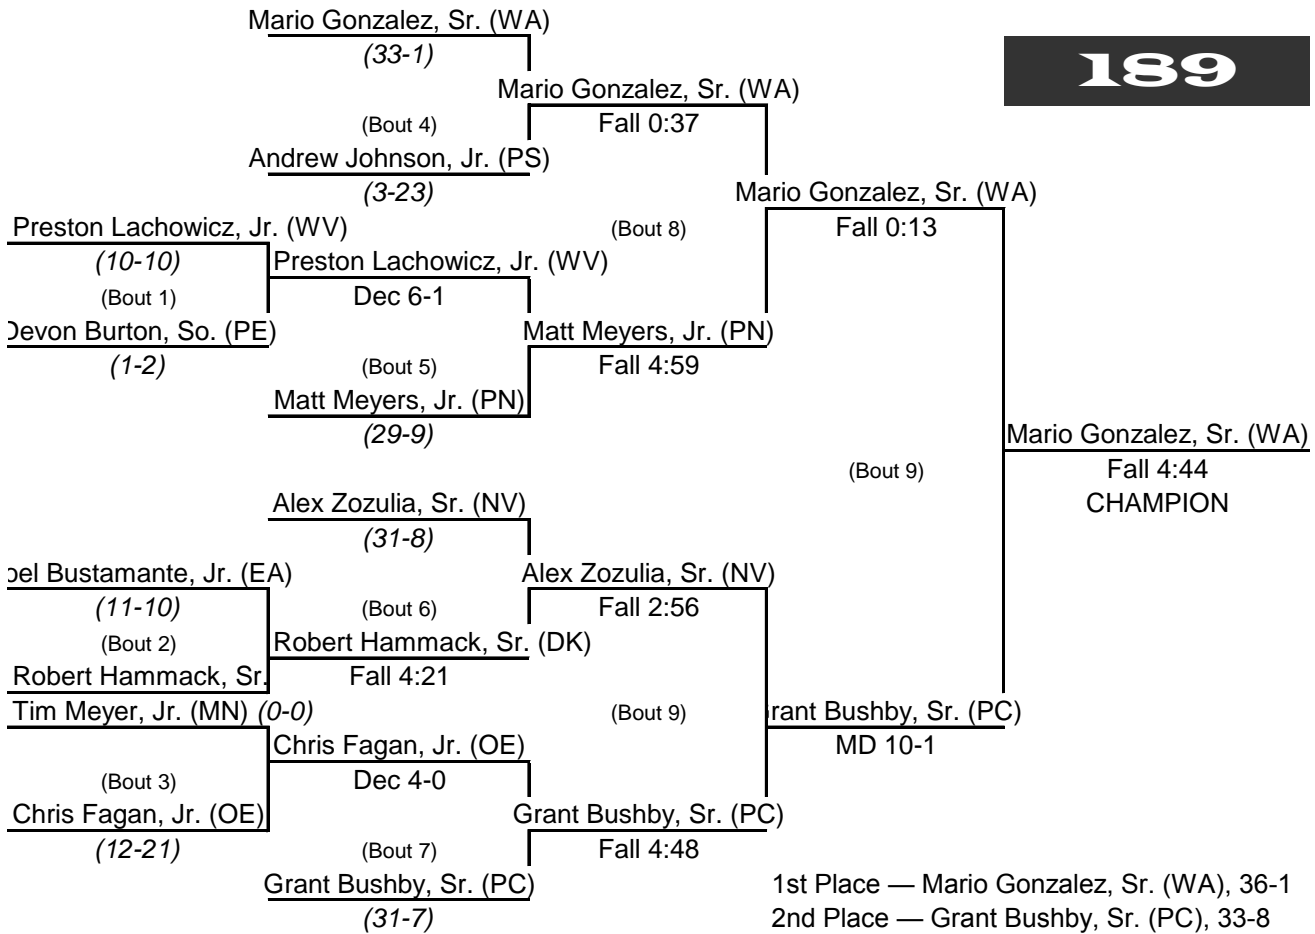 Mario Gonzalez, Sr. (WA)
(33-1)
189
Mario Gonzalez, Sr. (WA)
(Bout 4)
Fall 0:37
Andrew Johnson, Jr. (PS)
(3-23)
Mario Gonzalez, Sr. (WA)
Preston Lachowicz, Jr. (WV)
(Bout 8)
Fall 0:13
(10-10)
Preston Lachowicz, Jr. (WV)
(Bout 1)
Dec 6-1
Devon Burton, So. (PE)
Matt Meyers, Jr. (PN)
(1-2)
(Bout 5)
Fall 4:59
Matt Meyers, Jr. (PN)
(29-9)
Mario Gonzalez, Sr. (WA)
(Bout 9)
Fall 4:44
CHAMPION
Alex Zozulia, Sr. (NV)
(31-8)
oel Bustamante, Jr. (EA)
Alex Zozulia, Sr. (NV)
(11-10)
(Bout 6)
Fall 2:56
(Bout 2)
Robert Hammack, Sr. (DK)
Robert Hammack, Sr.
Fall 4:21
Tim Meyer, Jr. (MN) (0-0)
(Bout 9)
rant Bushby, Sr. (PC)
Chris Fagan, Jr. (OE)
MD 10-1
(Bout 3)
Dec 4-0
Chris Fagan, Jr. (OE)
Grant Bushby, Sr. (PC)
(12-21)
(Bout 7)
Fall 4:48
Grant Bushby, Sr. (PC)
(31-7)
1st Place — Mario Gonzalez, Sr. (WA), 36-1
2nd Place — Grant Bushby, Sr. (PC), 33-8